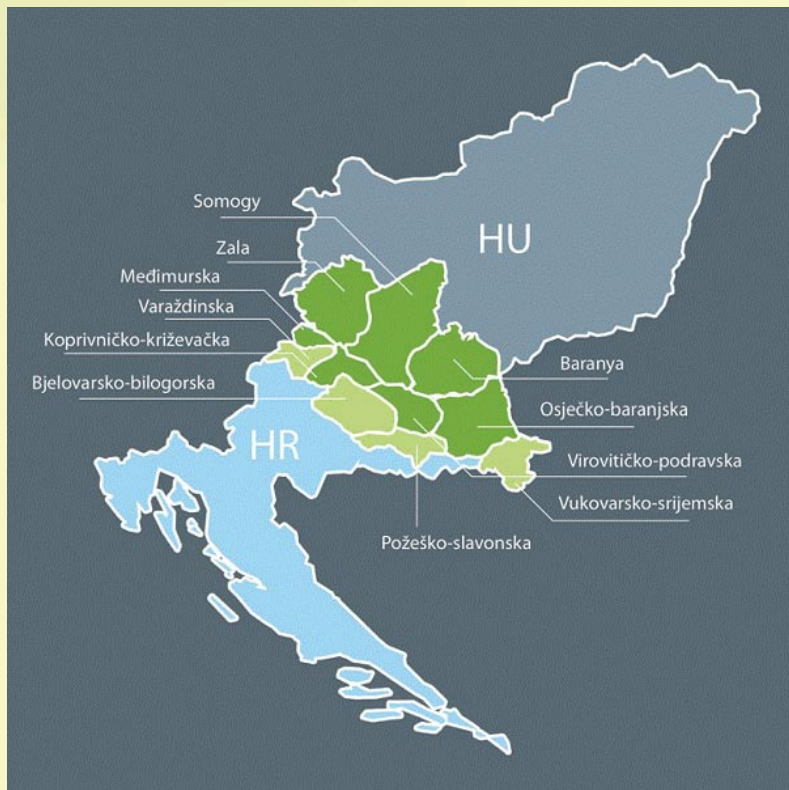 Somogy
HU
Zala
Međimurska
Varaždinska
Koprivničko-križevačka
Baranya
Bjelovarsko-bilogorska
Osječko-baranjska
HR
Virovitičko-podravska
Vukovarsko-srijemska
Požeško-slavonska